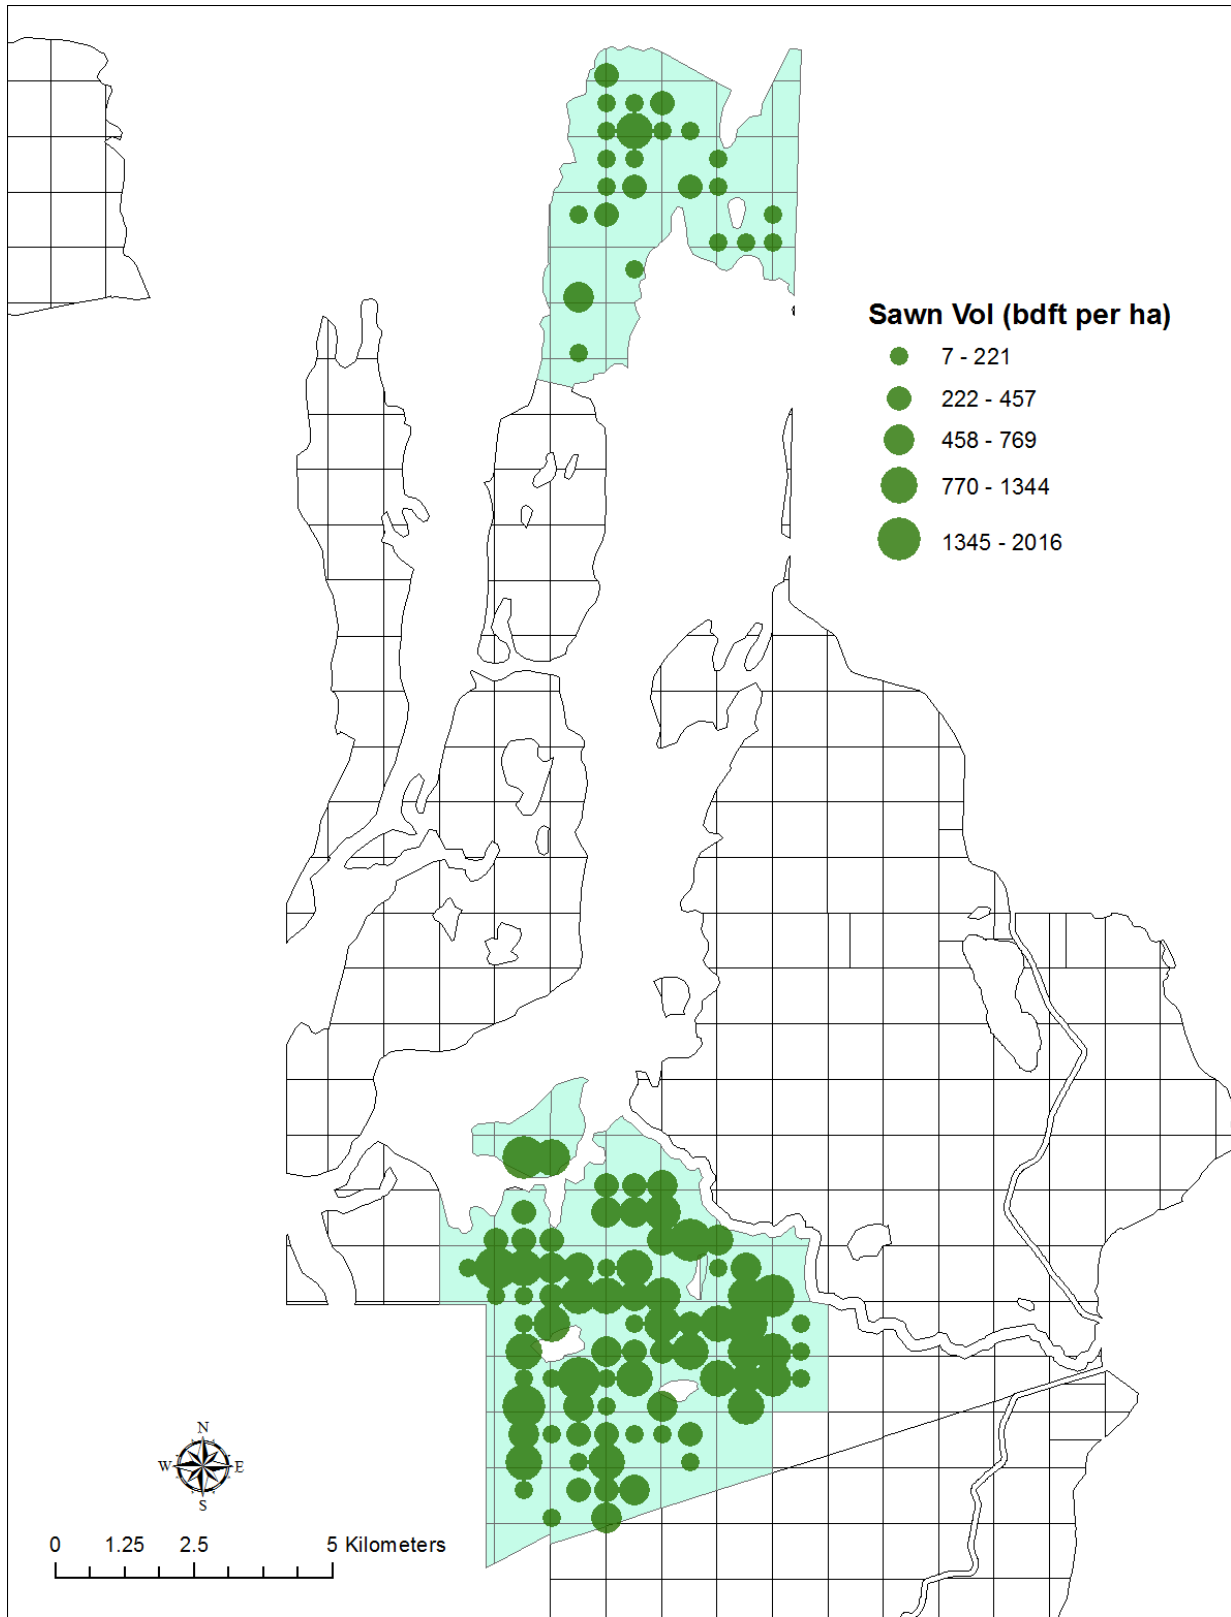 Sawn Vol (bdft per ha)
7 - 221
222 - 457
458 - 769
770 - 1344
1345 - 2016
N
W E
S
0 1.25 2.5 5 Kilometers